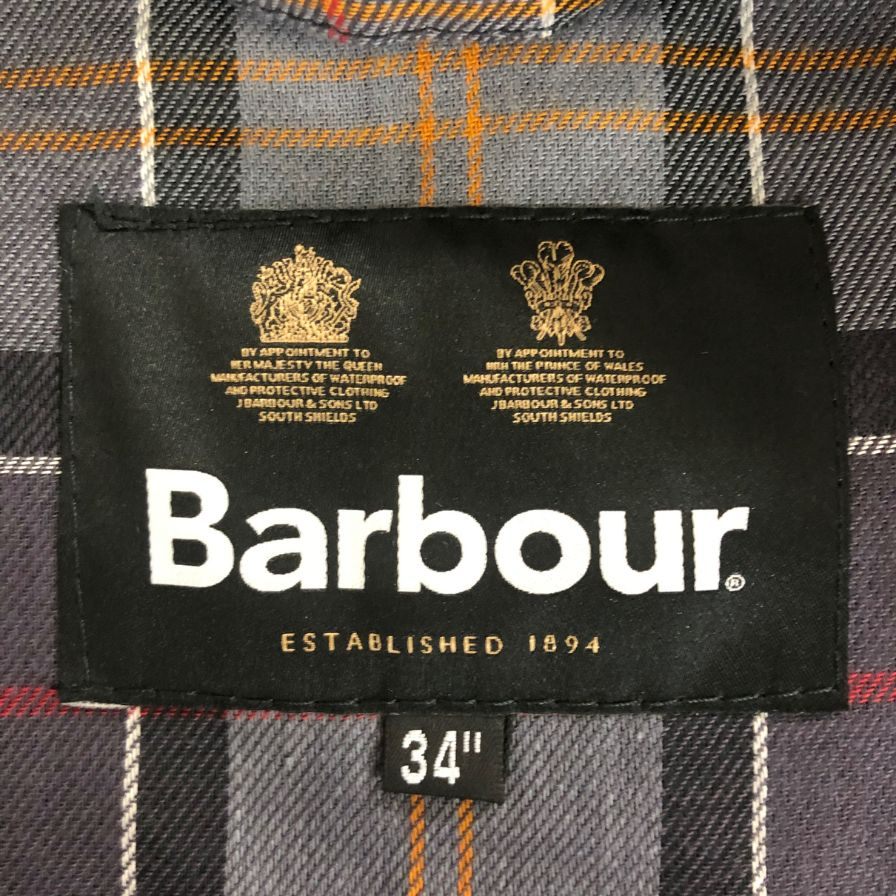 BY APPOINTMENT TO
HER MAJESTY THE QUEEN
MANUFACTURERS OF WATERPROOF
AND PROTECTIVE CLOTHING
J BARBOUR & SONS LTD
SOUTH SHIELDS
BY APPOINTMENT TO
HRH THE PRINCE OF WALES
MANUFACTURERS OF WATERPROOF
AND PROTECTIVE CLOTHING
J BARBOUR & SONS LTD
SOUTH SHIELDS
Barbour®
ESTABLISHED 1894
34"